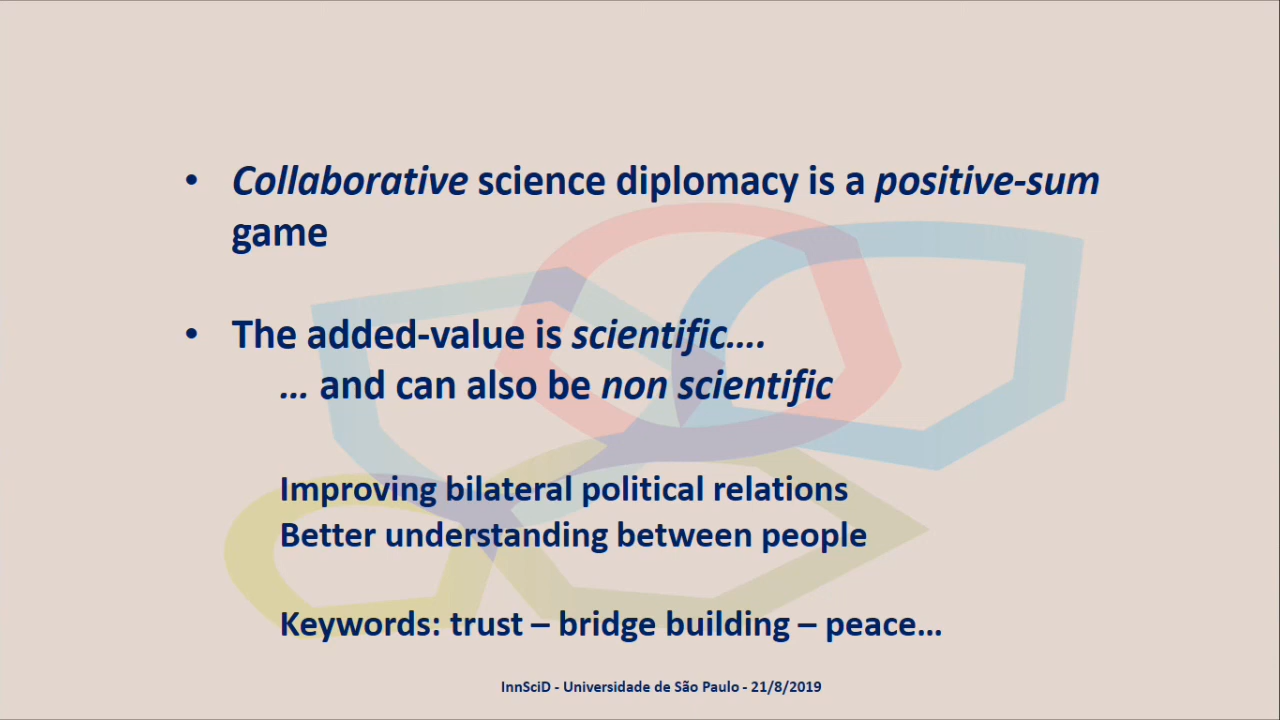 • Collaborative science diplomacy is a positive-sum
game
• The added-value is scientific....
... and can also be non scientific
Improving bilateral political relations
Better understanding between people
Keywords: trust – bridge building – peace...
InnSciD - Universidade de São Paulo - 21/8/2019